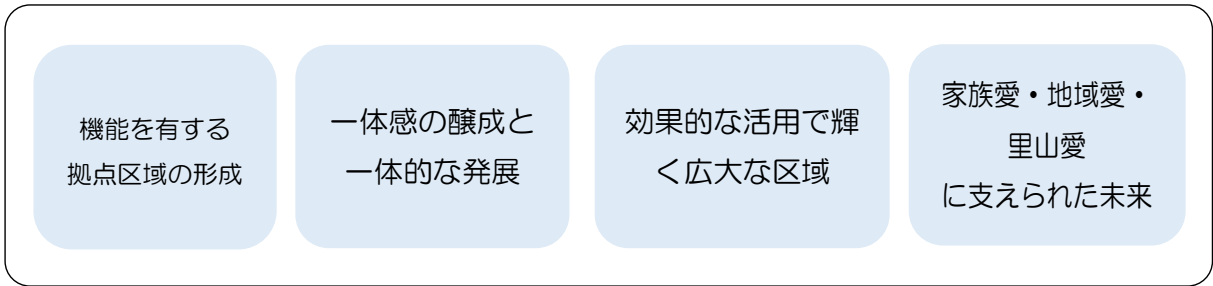 機能を有する
拠点区域の形成
一体感の醸成と
一体的な発展
効果的な活用で輝
く広大な区域
家族愛・地域愛・
里山愛
に支えられた未来